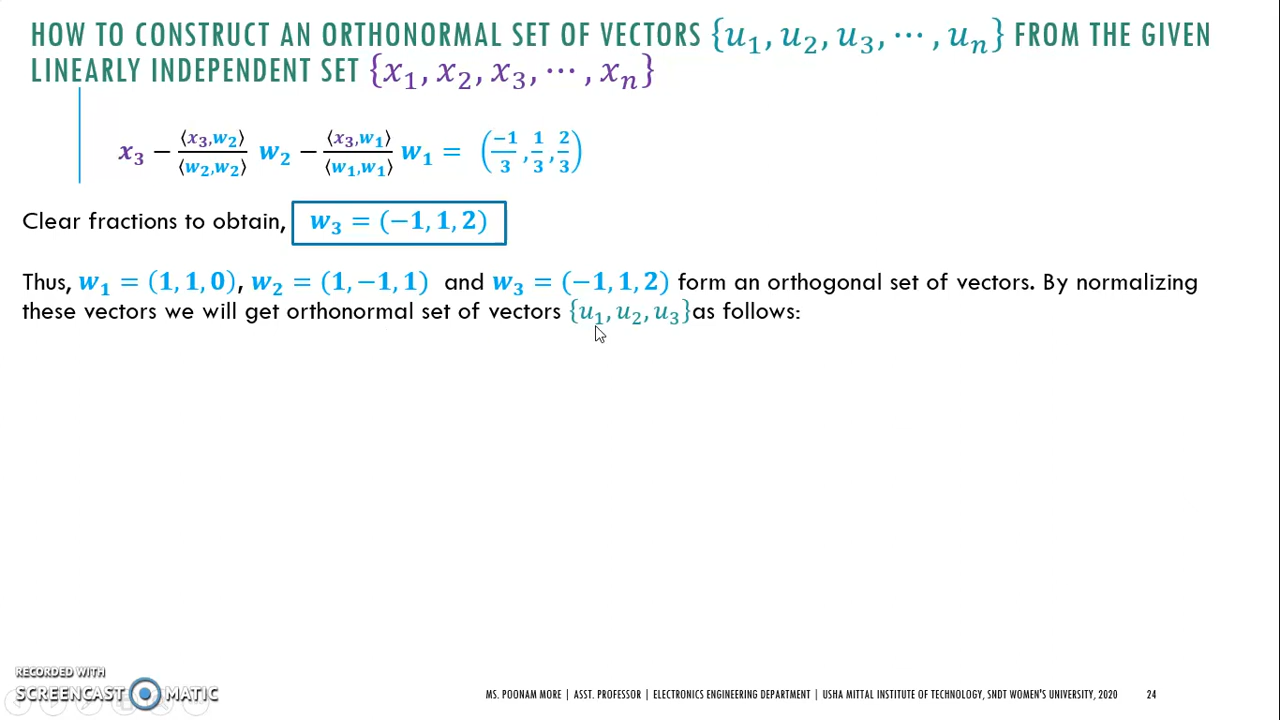 HOW TO CONSTRUCT AN ORTHONORMAL SET OF VECTORS {u₁, u₂, u₃, ⋯ , uₙ} FROM THE GIVEN
LINEARLY INDEPENDENT SET {x₁, x₂, x₃, ⋯ , xₙ}
x₃ − ⟨x₃,w₂⟩/⟨w₂,w₂⟩ w₂ − ⟨x₃,w₁⟩/⟨w₁,w₁⟩ w₁ = (−1/3, 1/3, 2/3)
Clear fractions to obtain, w₃ = (−1, 1, 2)
Thus, w₁ = (1, 1, 0), w₂ = (1, −1, 1) and w₃ = (−1, 1, 2) form an orthogonal set of vectors. By normalizing
these vectors we will get orthonormal set of vectors {u₁, u₂, u₃}as follows:
RECORDED WITH
SCREENCAST MATIC
MS. POONAM MORE | ASST. PROFESSOR | ELECTRONICS ENGINEERING DEPARTMENT | USHA MITTAL INSTITUTE OF TECHNOLOGY, SNDT WOMEN'S UNIVERSITY, 2020 24